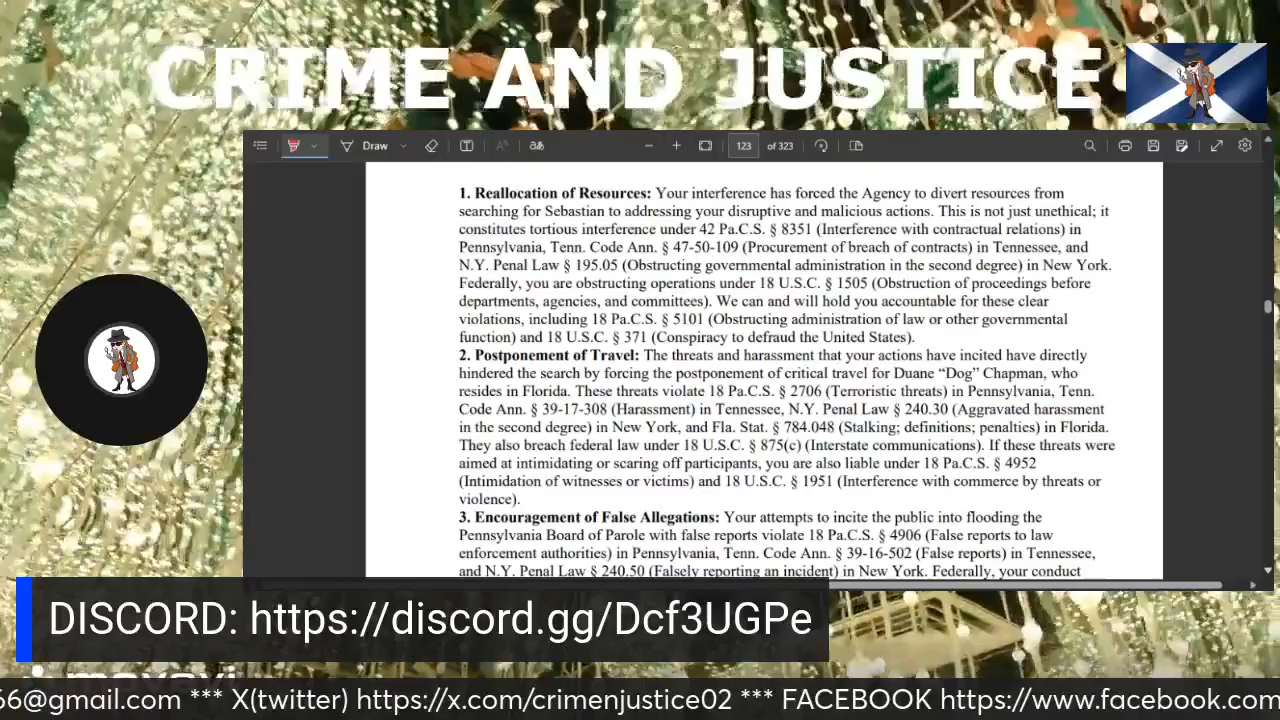 CRIME AND JUSTICE
Draw
123 of 323
1. Reallocation of Resources: Your interference has forced the Agency to divert resources from
searching for Sebastian to addressing your disruptive and malicious actions. This is not just unethical; it
constitutes tortious interference under 42 Pa.C.S. § 8351 (Interference with contractual relations) in
Pennsylvania, Tenn. Code Ann. § 47-50-109 (Procurement of breach of contracts) in Tennessee, and
N.Y. Penal Law § 195.05 (Obstructing governmental administration in the second degree) in New York.
Federally, you are obstructing operations under 18 U.S.C. § 1505 (Obstruction of proceedings before
departments, agencies, and committees). We can and will hold you accountable for these clear
violations, including 18 Pa.C.S. § 5101 (Obstructing administration of law or other governmental
function) and 18 U.S.C. § 371 (Conspiracy to defraud the United States).
2. Postponement of Travel: The threats and harassment that your actions have incited have directly
hindered the search by forcing the postponement of critical travel for Duane “Dog” Chapman, who
resides in Florida. These threats violate 18 Pa.C.S. § 2706 (Terroristic threats) in Pennsylvania, Tenn.
Code Ann. § 39-17-308 (Harassment) in Tennessee, N.Y. Penal Law § 240.30 (Aggravated harassment
in the second degree) in New York, and Fla. Stat. § 784.048 (Stalking; definitions; penalties) in Florida.
They also breach federal law under 18 U.S.C. § 875(c) (Interstate communications). If these threats were
aimed at intimidating or scaring off participants, you are also liable under 18 Pa.C.S. § 4952
(Intimidation of witnesses or victims) and 18 U.S.C. § 1951 (Interference with commerce by threats or
violence).
3. Encouragement of False Allegations: Your attempts to incite the public into flooding the
Pennsylvania Board of Parole with false reports violate 18 Pa.C.S. § 4906 (False reports to law
enforcement authorities) in Pennsylvania, Tenn. Code Ann. § 39-16-502 (False reports) in Tennessee,
and N.Y. Penal Law § 240.50 (Falsely reporting an incident) in New York. Federally, your conduct
DISCORD: https://discord.gg/Dcf3UGPe
66@gmail.com *** X(twitter) https://x.com/crimenjustice02 *** FACEBOOK https://www.facebook.com